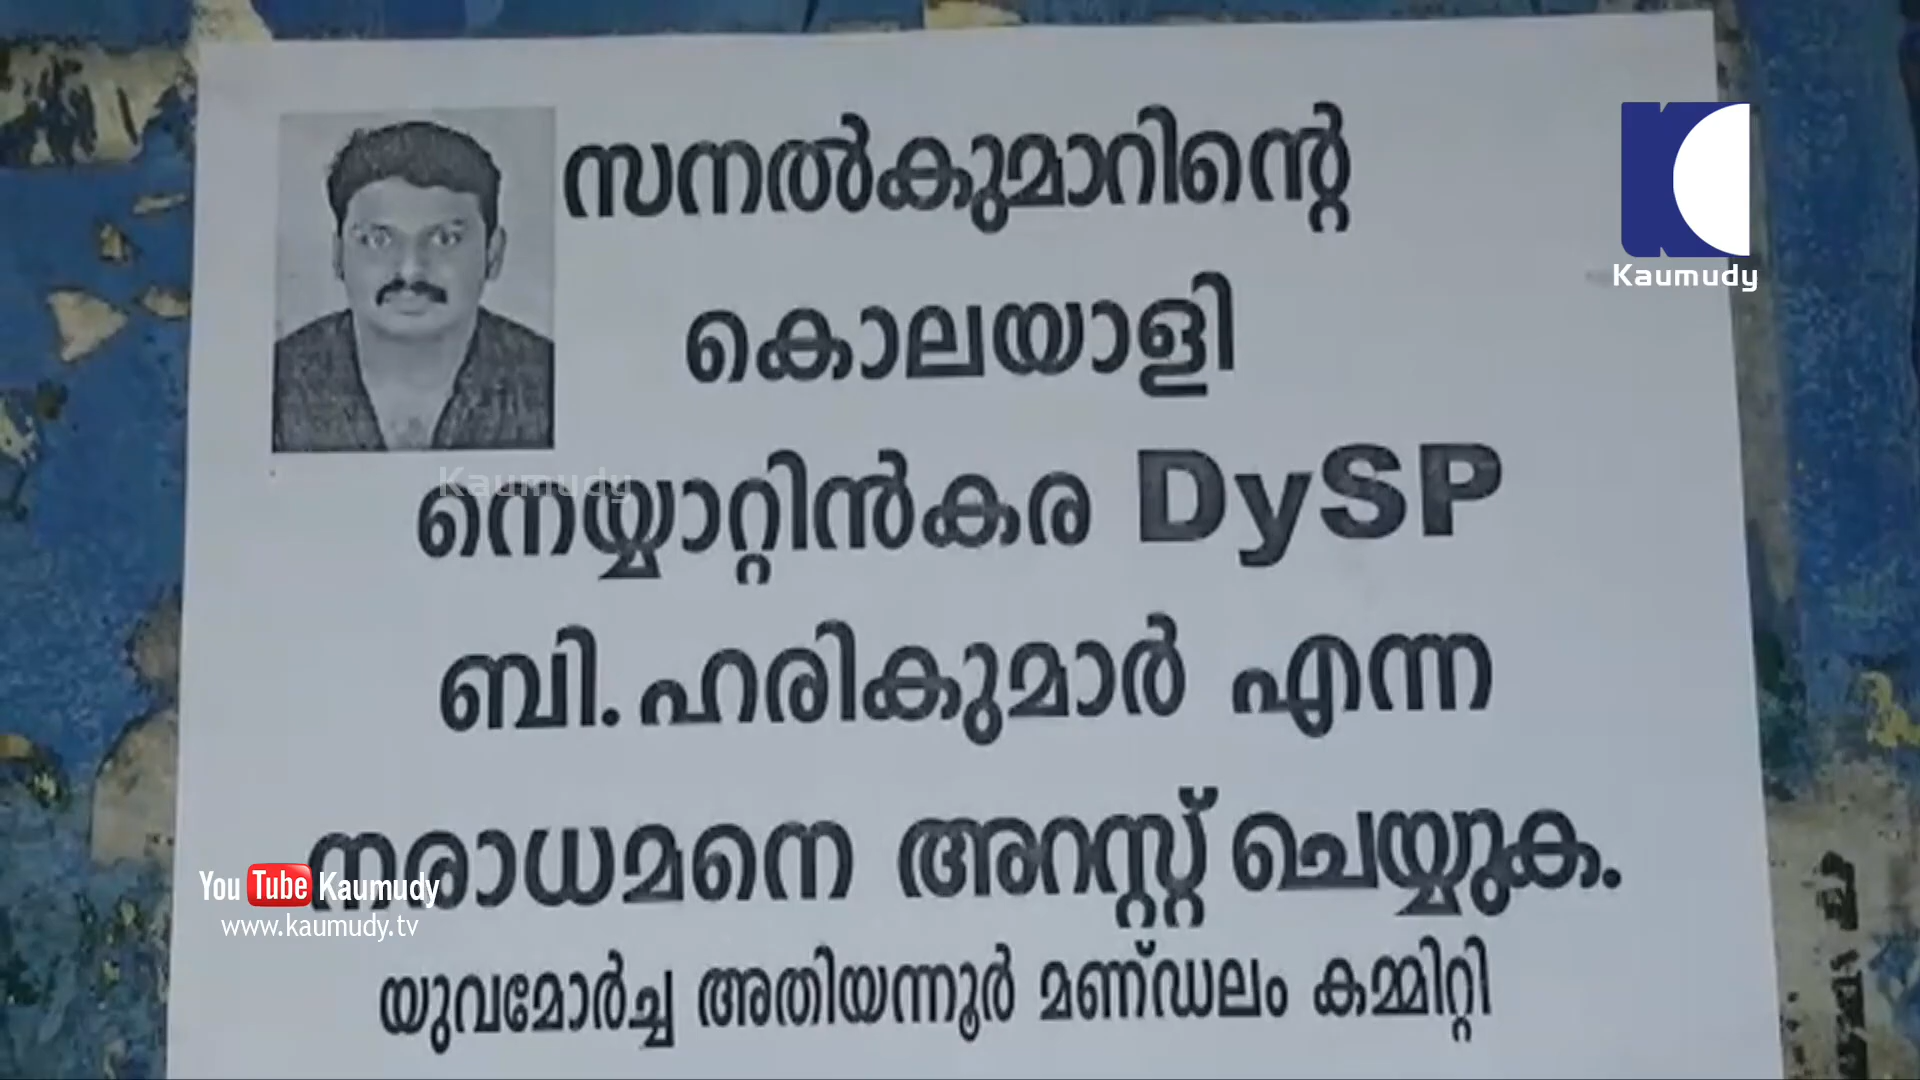 സനൽകുമാറിന്റെ
Kaumudy
കൊലയാളി
Kaumudy
നെയ്യാറ്റിൻകര DySP
ബി. ഹരികുമാർ എന്ന
നരാധമനെ അറസ്റ്റ് ചെയ്യുക.
You Tube Kaumudy
www.kaumudy.tv
യുവമോർച്ച അതിയന്നൂർ മണ്ഡലം കമ്മിറ്റി